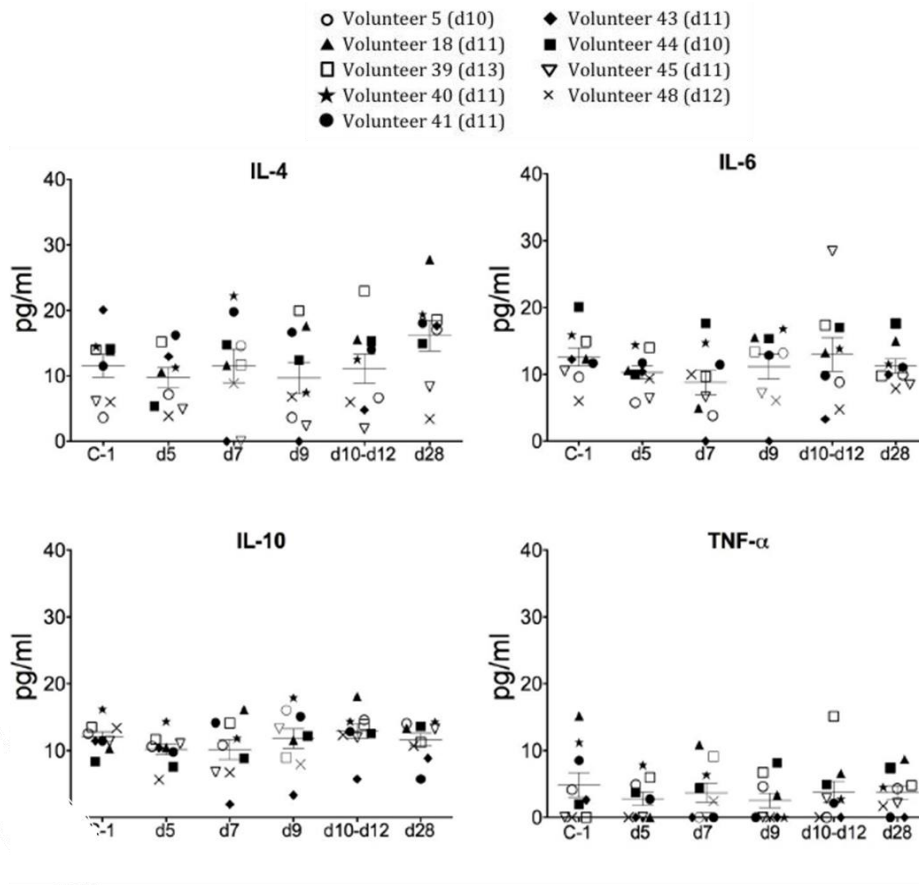 Volunteer 5 (d10)
Volunteer 18 (d11)
Volunteer 39 (d13)
Volunteer 40 (d11)
Volunteer 41 (d11)
Volunteer 43 (d11)
Volunteer 44 (d10)
Volunteer 45 (d11)
Volunteer 48 (d12)
IL-4
40
30
20
10
0
pg/ml
C-1 d5 d7 d9 d10-d12 d28
IL-6
40
30
20
10
0
pg/ml
C-1 d5 d7 d9 d10-d12 d28
IL-10
40
30
20
10
pg/ml
C-1 d5 d7 d9 d10-d12 d28
TNF-α
40
30
20
10
0
pg/ml
C-1 d5 d7 d9 d10-d12 d28